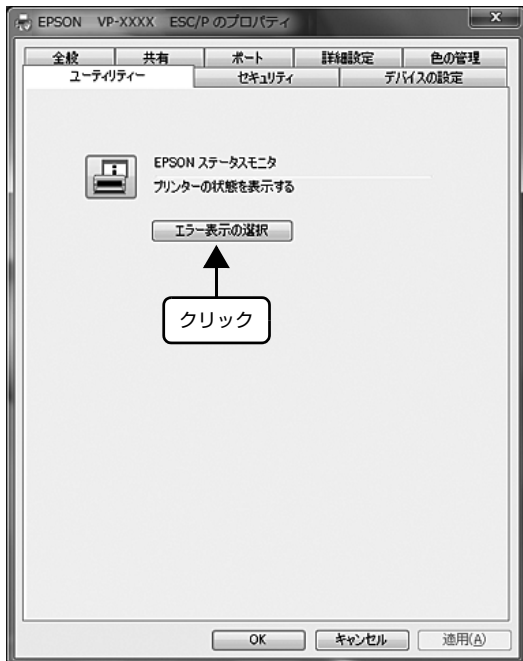 EPSON VP-XXXX ESC/P のプロパティ
全般 共有 ポート 詳細設定 色の管理
ユーティリティー セキュリティ デバイスの設定
EPSON ステータスモニタ
プリンターの状態を表示する
エラー表示の選択
クリック
OK キャンセル 適用(A)